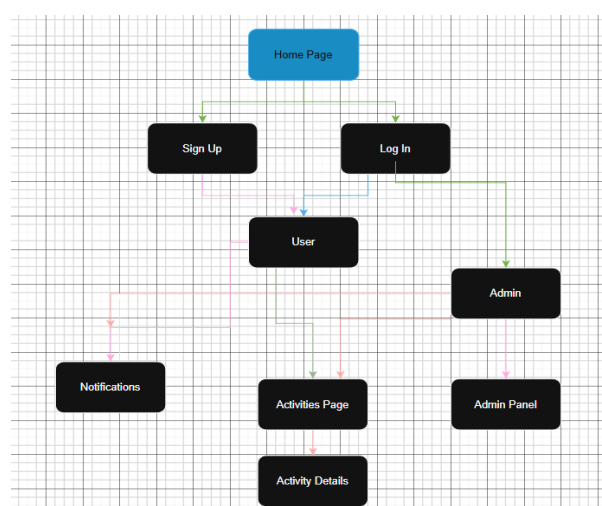 Home Page
Sign Up
Log In
User
Admin
Notifications
Activities Page
Admin Panel
Activity Details